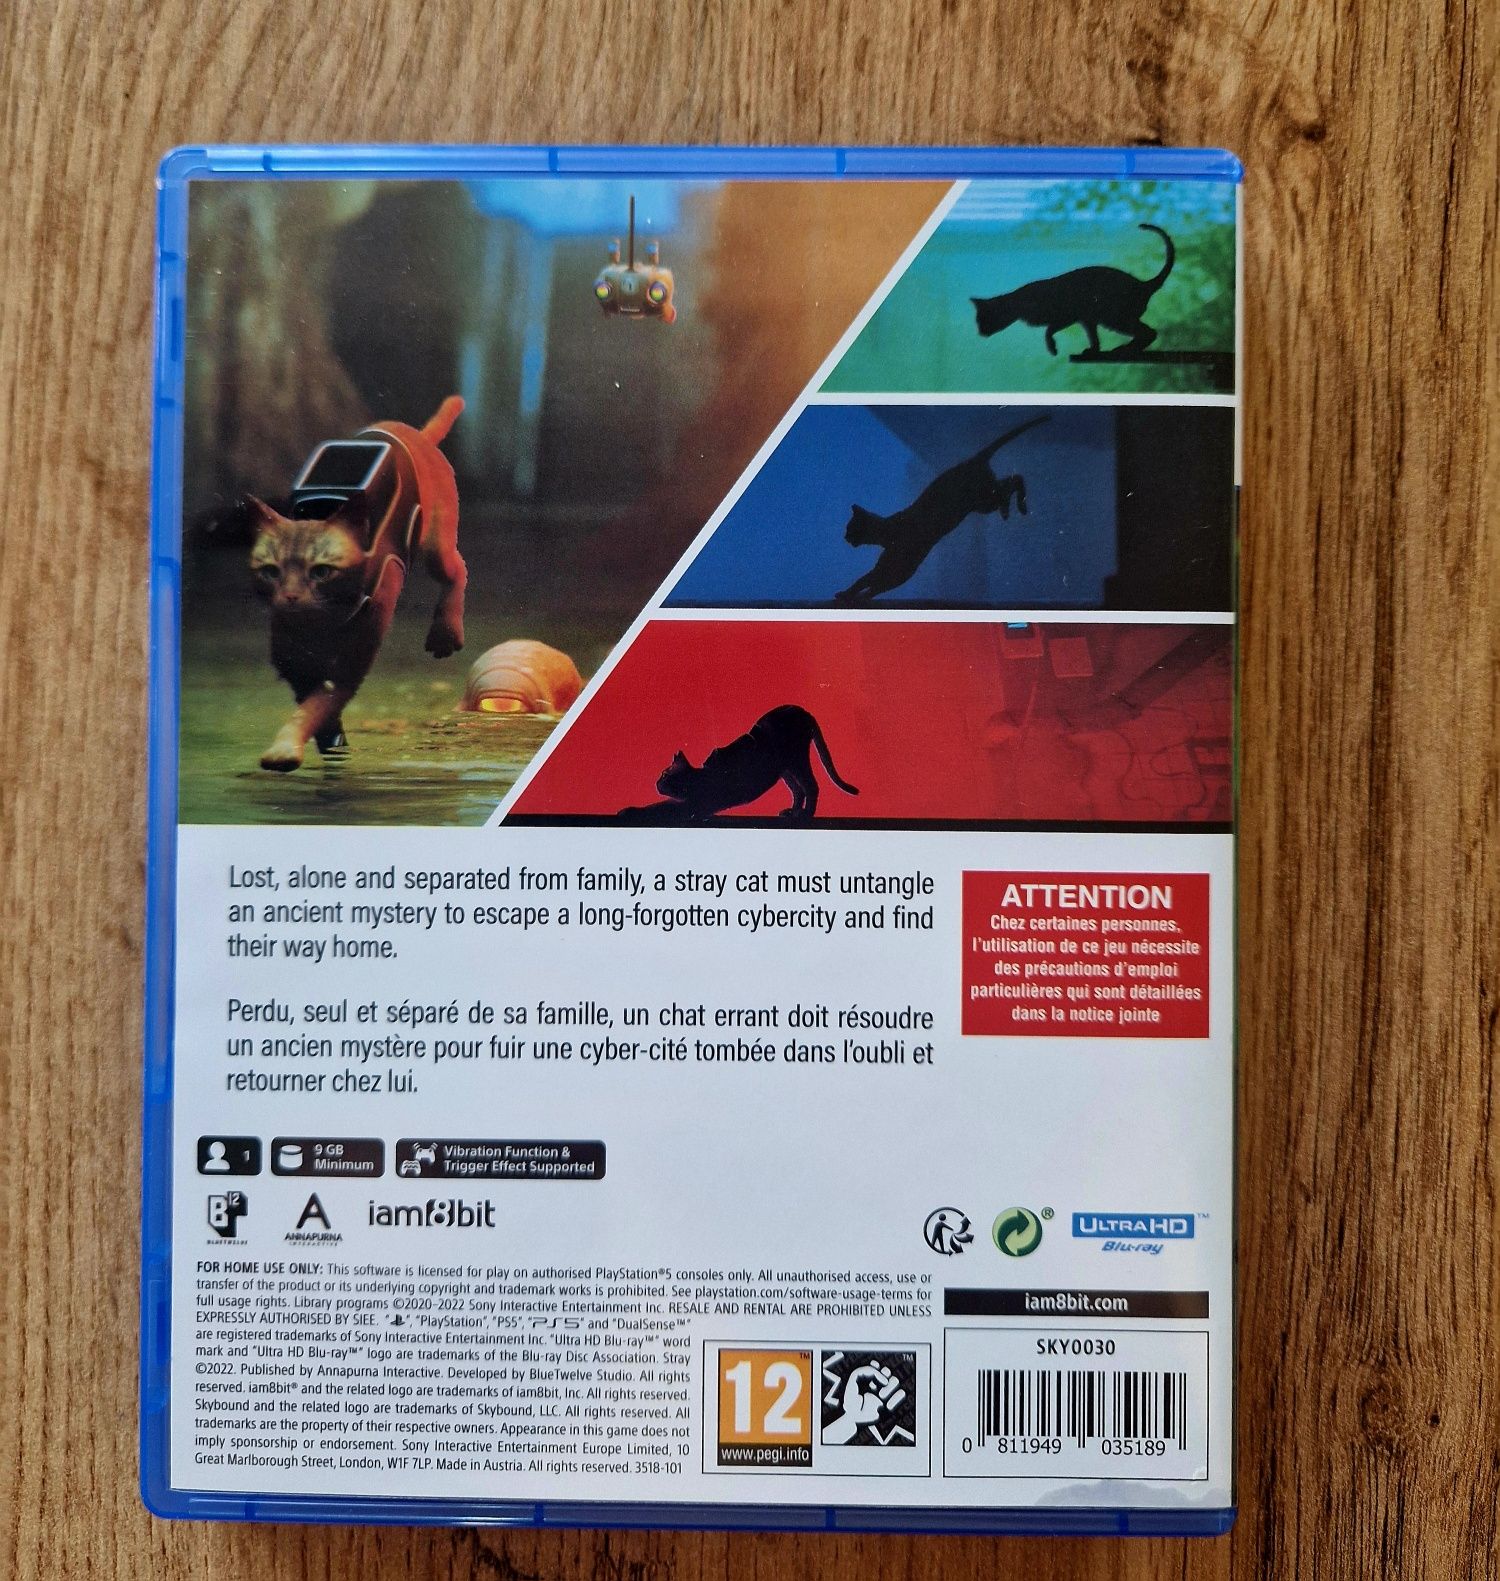 Lost, alone and separated from family, a stray cat must untangle
an ancient mystery to escape a long-forgotten cybercity and find
their way home.
Perdu, seul et séparé de sa famille, un chat errant doit résoudre
un ancien mystère pour fuir une cyber-cité tombée dans l'oubli et
retourner chez lui.
ATTENTION
Chez certaines personnes,
l'utilisation de ce jeu nécessite
des précautions d'emploi
particulières qui sont détaillées
dans la notice jointe
1
9 GB
Minimum
Vibration Function &
Trigger Effect Supported
B12
BLUETWELVE
ANNAPURNA
INTERACTIVE
iam8bit
®
ULTRA HD™
Blu-ray
FOR HOME USE ONLY: This software is licensed for play on authorised PlayStation®5 consoles only. All unauthorised access, use or
transfer of the product or its underlying copyright and trademark works is prohibited. See playstation.com/software-usage-terms for
full usage rights. Library programs ©2020-2022 Sony Interactive Entertainment Inc. RESALE AND RENTAL ARE PROHIBITED UNLESS
EXPRESSLY AUTHORISED BY SIEE. "", "PlayStation", "PS5", "PS5" and "DualSense™"
are registered trademarks of Sony Interactive Entertainment Inc. "Ultra HD Blu-ray™" word
mark and "Ultra HD Blu-ray™" logo are trademarks of the Blu-ray Disc Association. Stray
©2022. Published by Annapurna Interactive. Developed by BlueTwelve Studio. All rights
reserved. iam8bit® and the related logo are trademarks of iam8bit, Inc. All rights reserved.
Skybound and the related logo are trademarks of Skybound, LLC. All rights reserved. All
trademarks are the property of their respective owners. Appearance in this game does not
imply sponsorship or endorsement. Sony Interactive Entertainment Europe Limited, 10
Great Marlborough Street, London, W1F 7LP. Made in Austria. All rights reserved. 3518-101
12
™
www.pegi.info
™
iam8bit.com
SKY0030
0 811949 035189